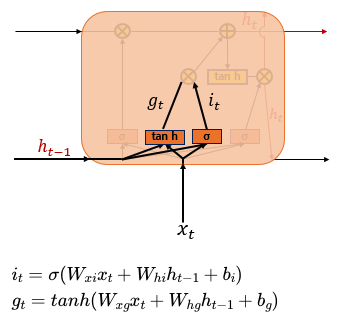 h_t
tan h
g_t i_t
σ tan h σ σ
h_t
h_{t-1}
x_t
i_t = σ(W_{xi}x_t + W_{hi}h_{t-1} + b_i)
g_t = tanh(W_{xg}x_t + W_{hg}h_{t-1} + b_g)